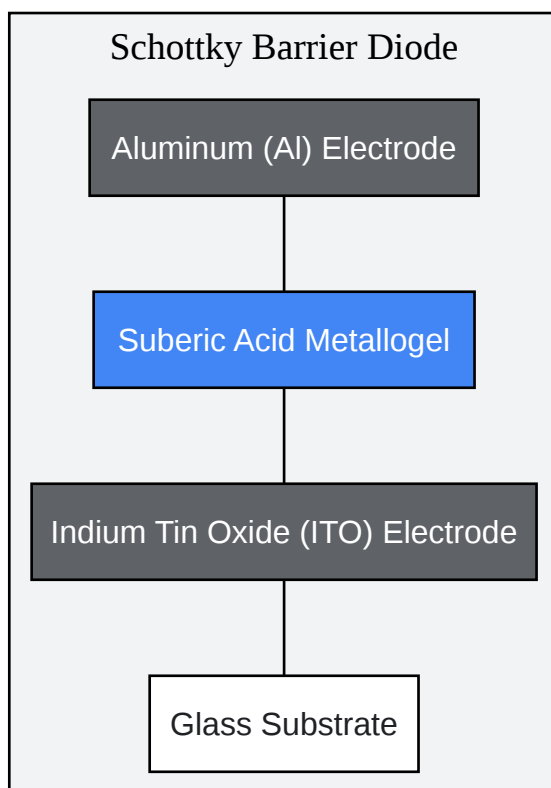 Schottky Barrier Diode
Aluminum (Al) Electrode
Suberic Acid Metallogel
Indium Tin Oxide (ITO) Electrode
Glass Substrate